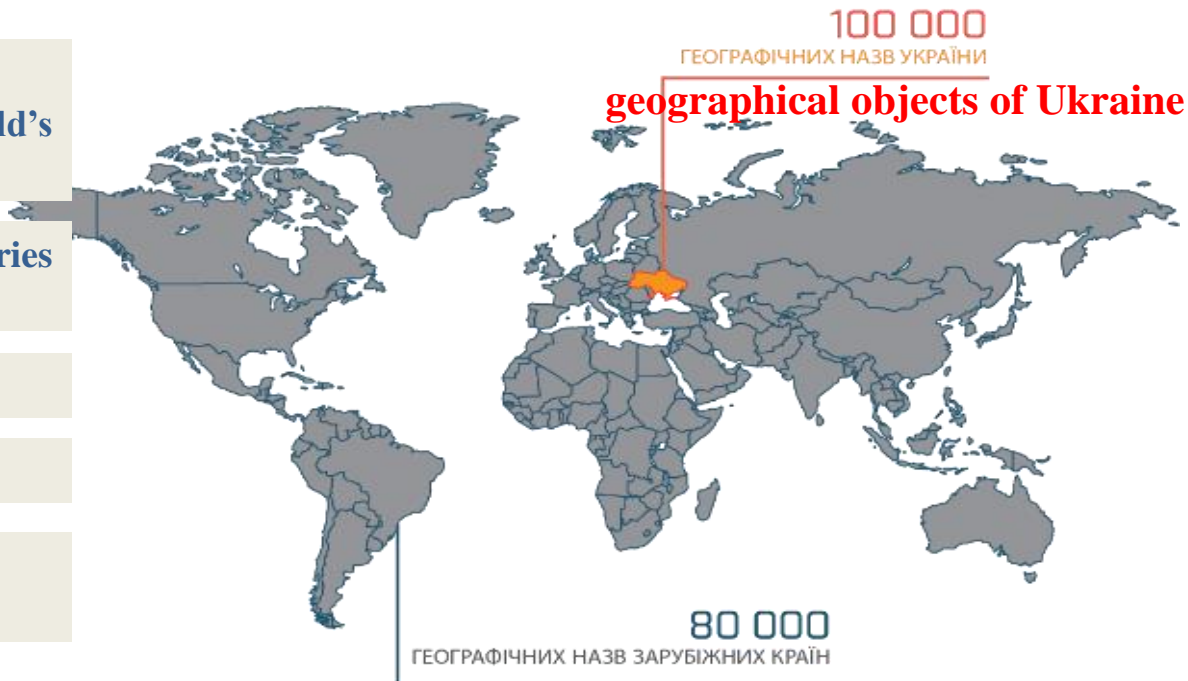 100 000
ГЕОГРАФІЧНИХ НАЗВ УКРАЇНИ
geographical objects of Ukraine
ld’s
ries
80 000
ГЕОГРАФІЧНИХ НАЗВ ЗАРУБІЖНИХ КРАЇН